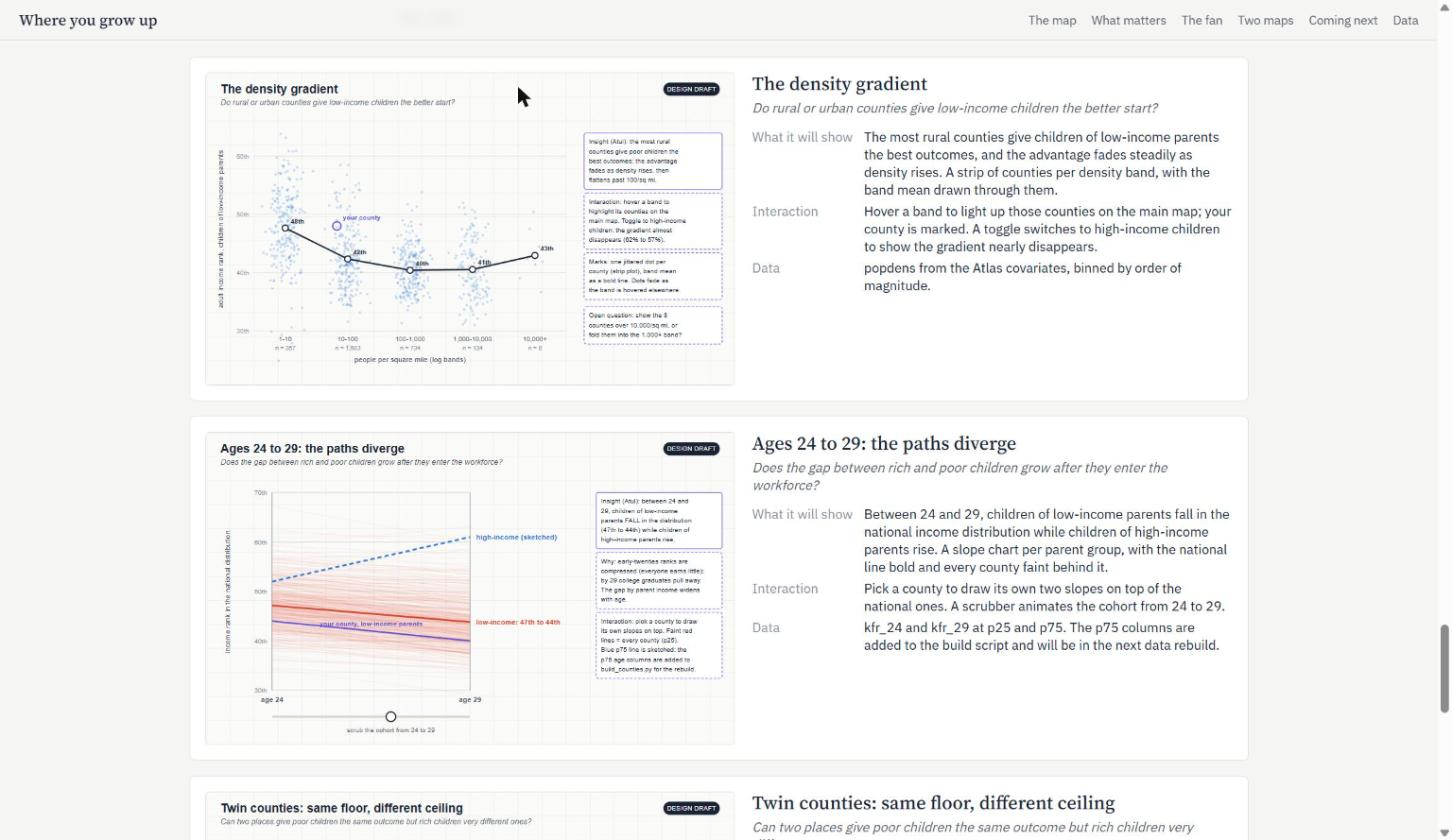 Where you grow up
The map What matters The fan Two maps Coming next Data
The density gradient
DESIGN DRAFT
Do rural or urban counties give low-income children the better start?
adult income rank, children of low-income parents
60th
50th
40th
30th
48th
42th
40th
41th
43th
your county
1-10
10-100
100-1,000
1,000-10,000
10,000+
n = 734
n = 134
people per square mile (log bands)
Insight (Atul): the most rural
counties give poor children the
best outcomes; the advantage
fades as density rises, then
flattens past 100/sq mi.
Interaction: hover a band to
highlight its counties on the
main map. Toggle to high-income
children: the gradient almost
disappears (62% to 57%).
Marks: one jittered dot per
county (strip plot), band mean
as a bold line. Dots fade as
the band is hovered elsewhere.
Open question: show the
counties over 10,000/sq mi, or
fold them into the 1,000+ band?
The density gradient
Do rural or urban counties give low-income children the better start?
What it will show
The most rural counties give children of low-income parents
the best outcomes, and the advantage fades steadily as
density rises. A strip of counties per density band, with the
band mean drawn through them.
Interaction
Hover a band to light up those counties on the main map; your
county is marked. A toggle switches to high-income children
to show the gradient nearly disappears.
Data
popdens from the Atlas covariates, binned by order of
magnitude.
Ages 24 to 29: the paths diverge
DESIGN DRAFT
Does the gap between rich and poor children grow after they enter the workforce?
Income rank in the national distribution
70th
60th
50th
40th
30th
high-income (sketched)
low-income: 47th to 44th
your county, low-income parents
age 24
age 29
scrub the cohort from 24 to 29
Insight (Atul): between 24 and
29, children of low-income
parents FALL in the distribution
(47th to 44th) while children of
high-income parents rise.
Why: early-twenties ranks are
compressed (everyone earns little);
by 29 college graduates pull away.
The gap by parent income widens
with age.
Interaction: pick a county to draw
its own slopes on top. Faint red
lines = every county (p25).
Blue p75 line is sketched: the
p75 age columns are added to
build_counties.py for the rebuild.
Ages 24 to 29: the paths diverge
Does the gap between rich and poor children grow after they enter the
workforce?
What it will show
Between 24 and 29, children of low-income parents fall in the
national income distribution while children of high-income
parents rise. A slope chart per parent group, with the national
line bold and every county faint behind it.
Interaction
Pick a county to draw its own two slopes on top of the
national ones. A scrubber animates the cohort from 24 to 29.
Data
kfr_24 and kfr_29 at p25 and p75. The p75 columns are
added to the build script and will be in the next data rebuild.
Twin counties: same floor, different ceiling
DESIGN DRAFT
Can two places give poor children the same outcome but rich children very different ones?
Twin counties: same floor, different ceiling
Can two places give poor children the same outcome but rich children very